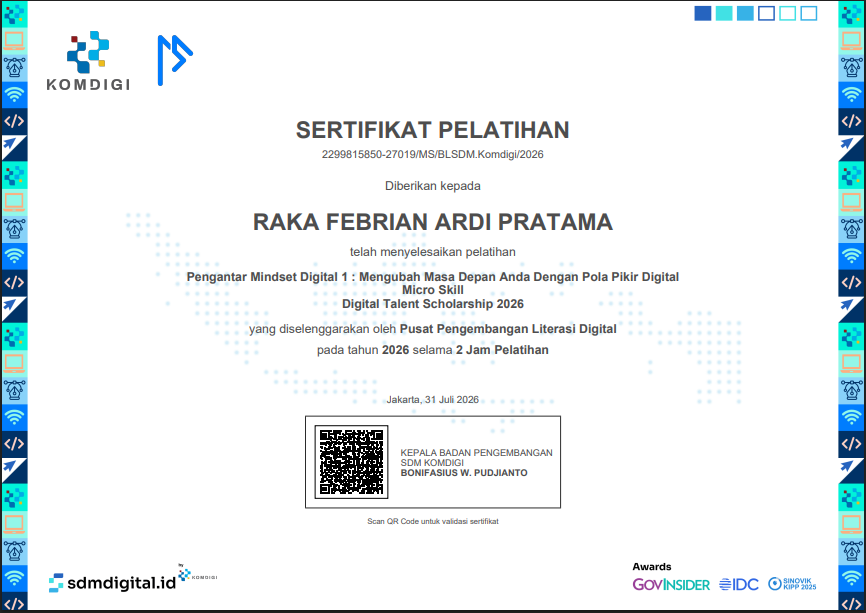 KOMDIGI
SERTIFIKAT PELATIHAN
2299815850-27019/MS/BLSDM.Komdigi/2026
Diberikan kepada
RAKA FEBRIAN ARDI PRATAMA
telah menyelesaikan pelatihan
Pengantar Mindset Digital 1 : Mengubah Masa Depan Anda Dengan Pola Pikir Digital
Micro Skill
Digital Talent Scholarship 2026
yang diselenggarakan oleh Pusat Pengembangan Literasi Digital
pada tahun 2026 selama 2 Jam Pelatihan
Jakarta, 31 Juli 2026
KEPALA BADAN PENGEMBANGAN
SDM KOMDIGI
BONIFASIUS W. PUDJIANTO
Scan QR Code untuk validasi sertifikat
sdmdigital.id by KOMDIGI
Awards
GOVINSIDER IDC SINOVIK
KIPP 2025